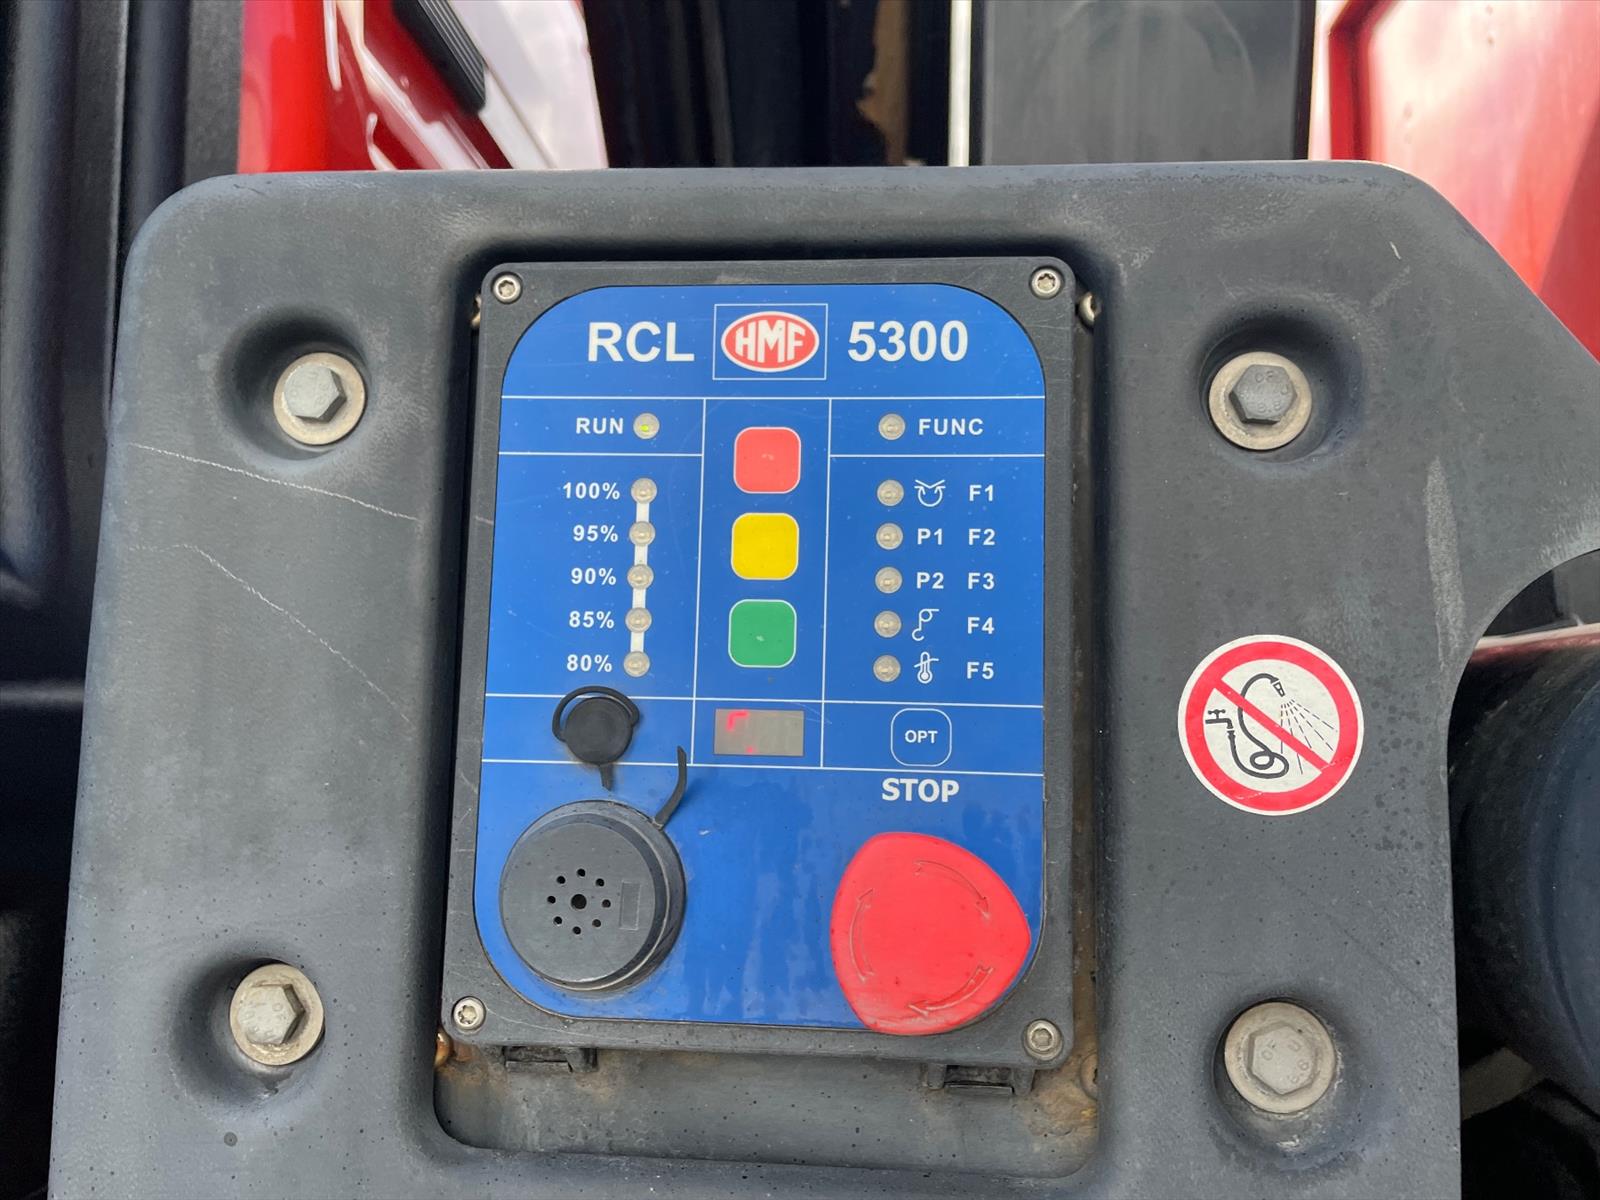 RCL HMF 5300
RUN
FUNC
100%
F1
95%
P1 F2
90%
P2 F3
85%
F4
80%
F5
OPT
STOP